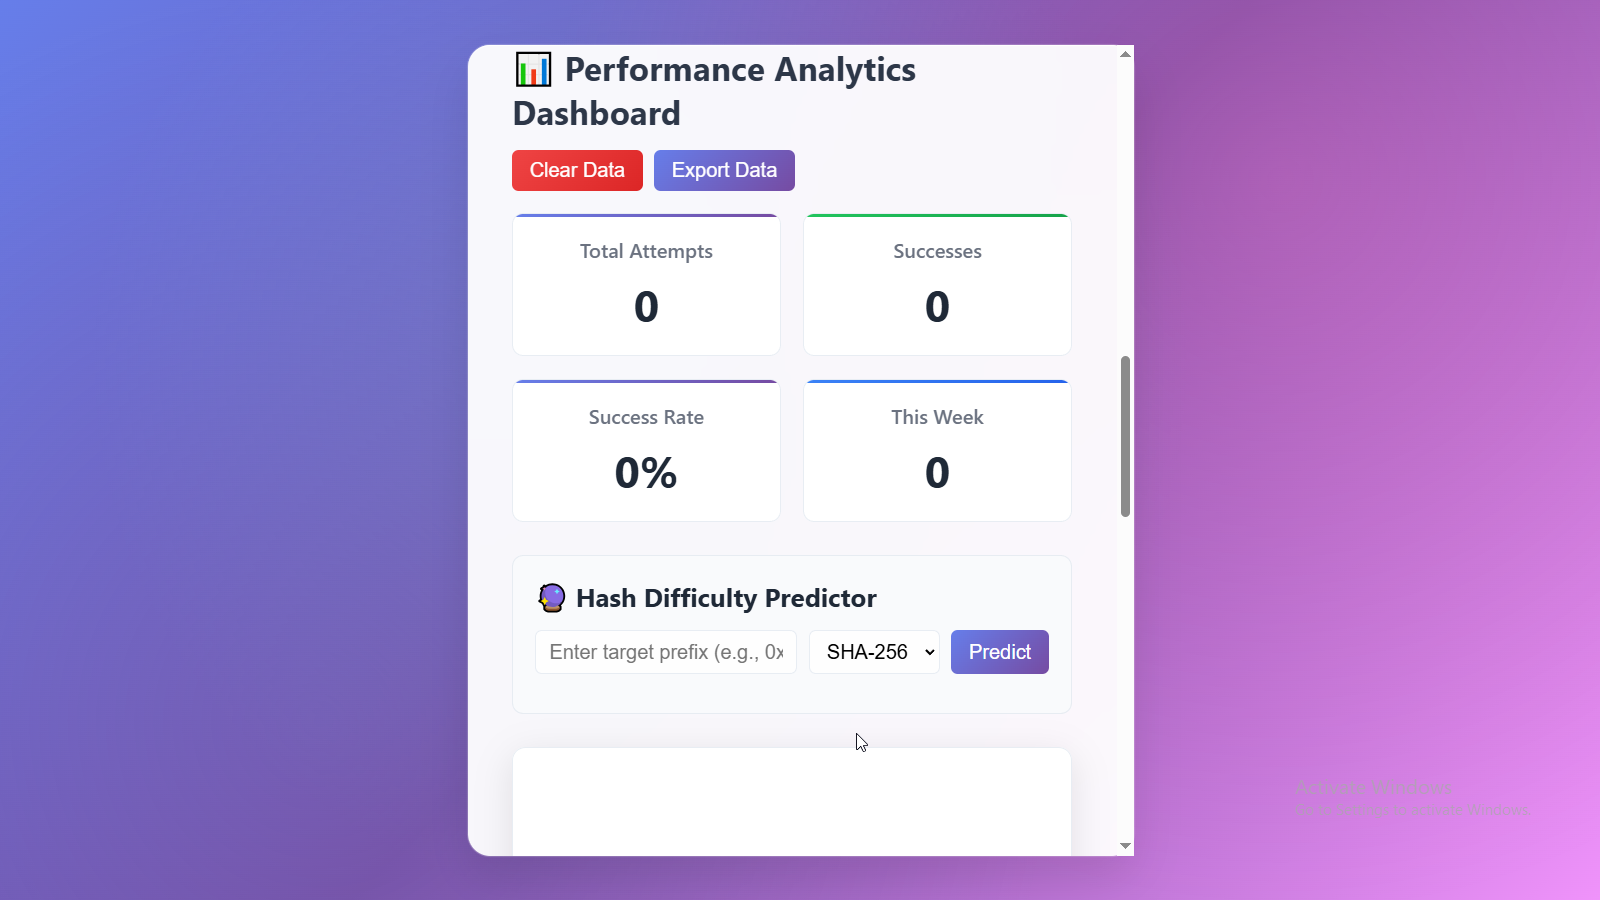 Performance Analytics
Dashboard
Clear Data
Export Data
Total Attempts
0
Successes
0
Success Rate
0%
This Week
0
Hash Difficulty Predictor
Enter target prefix (e.g., 0x
SHA-256
Predict
Activate Windows
Go to Settings to activate Windows.